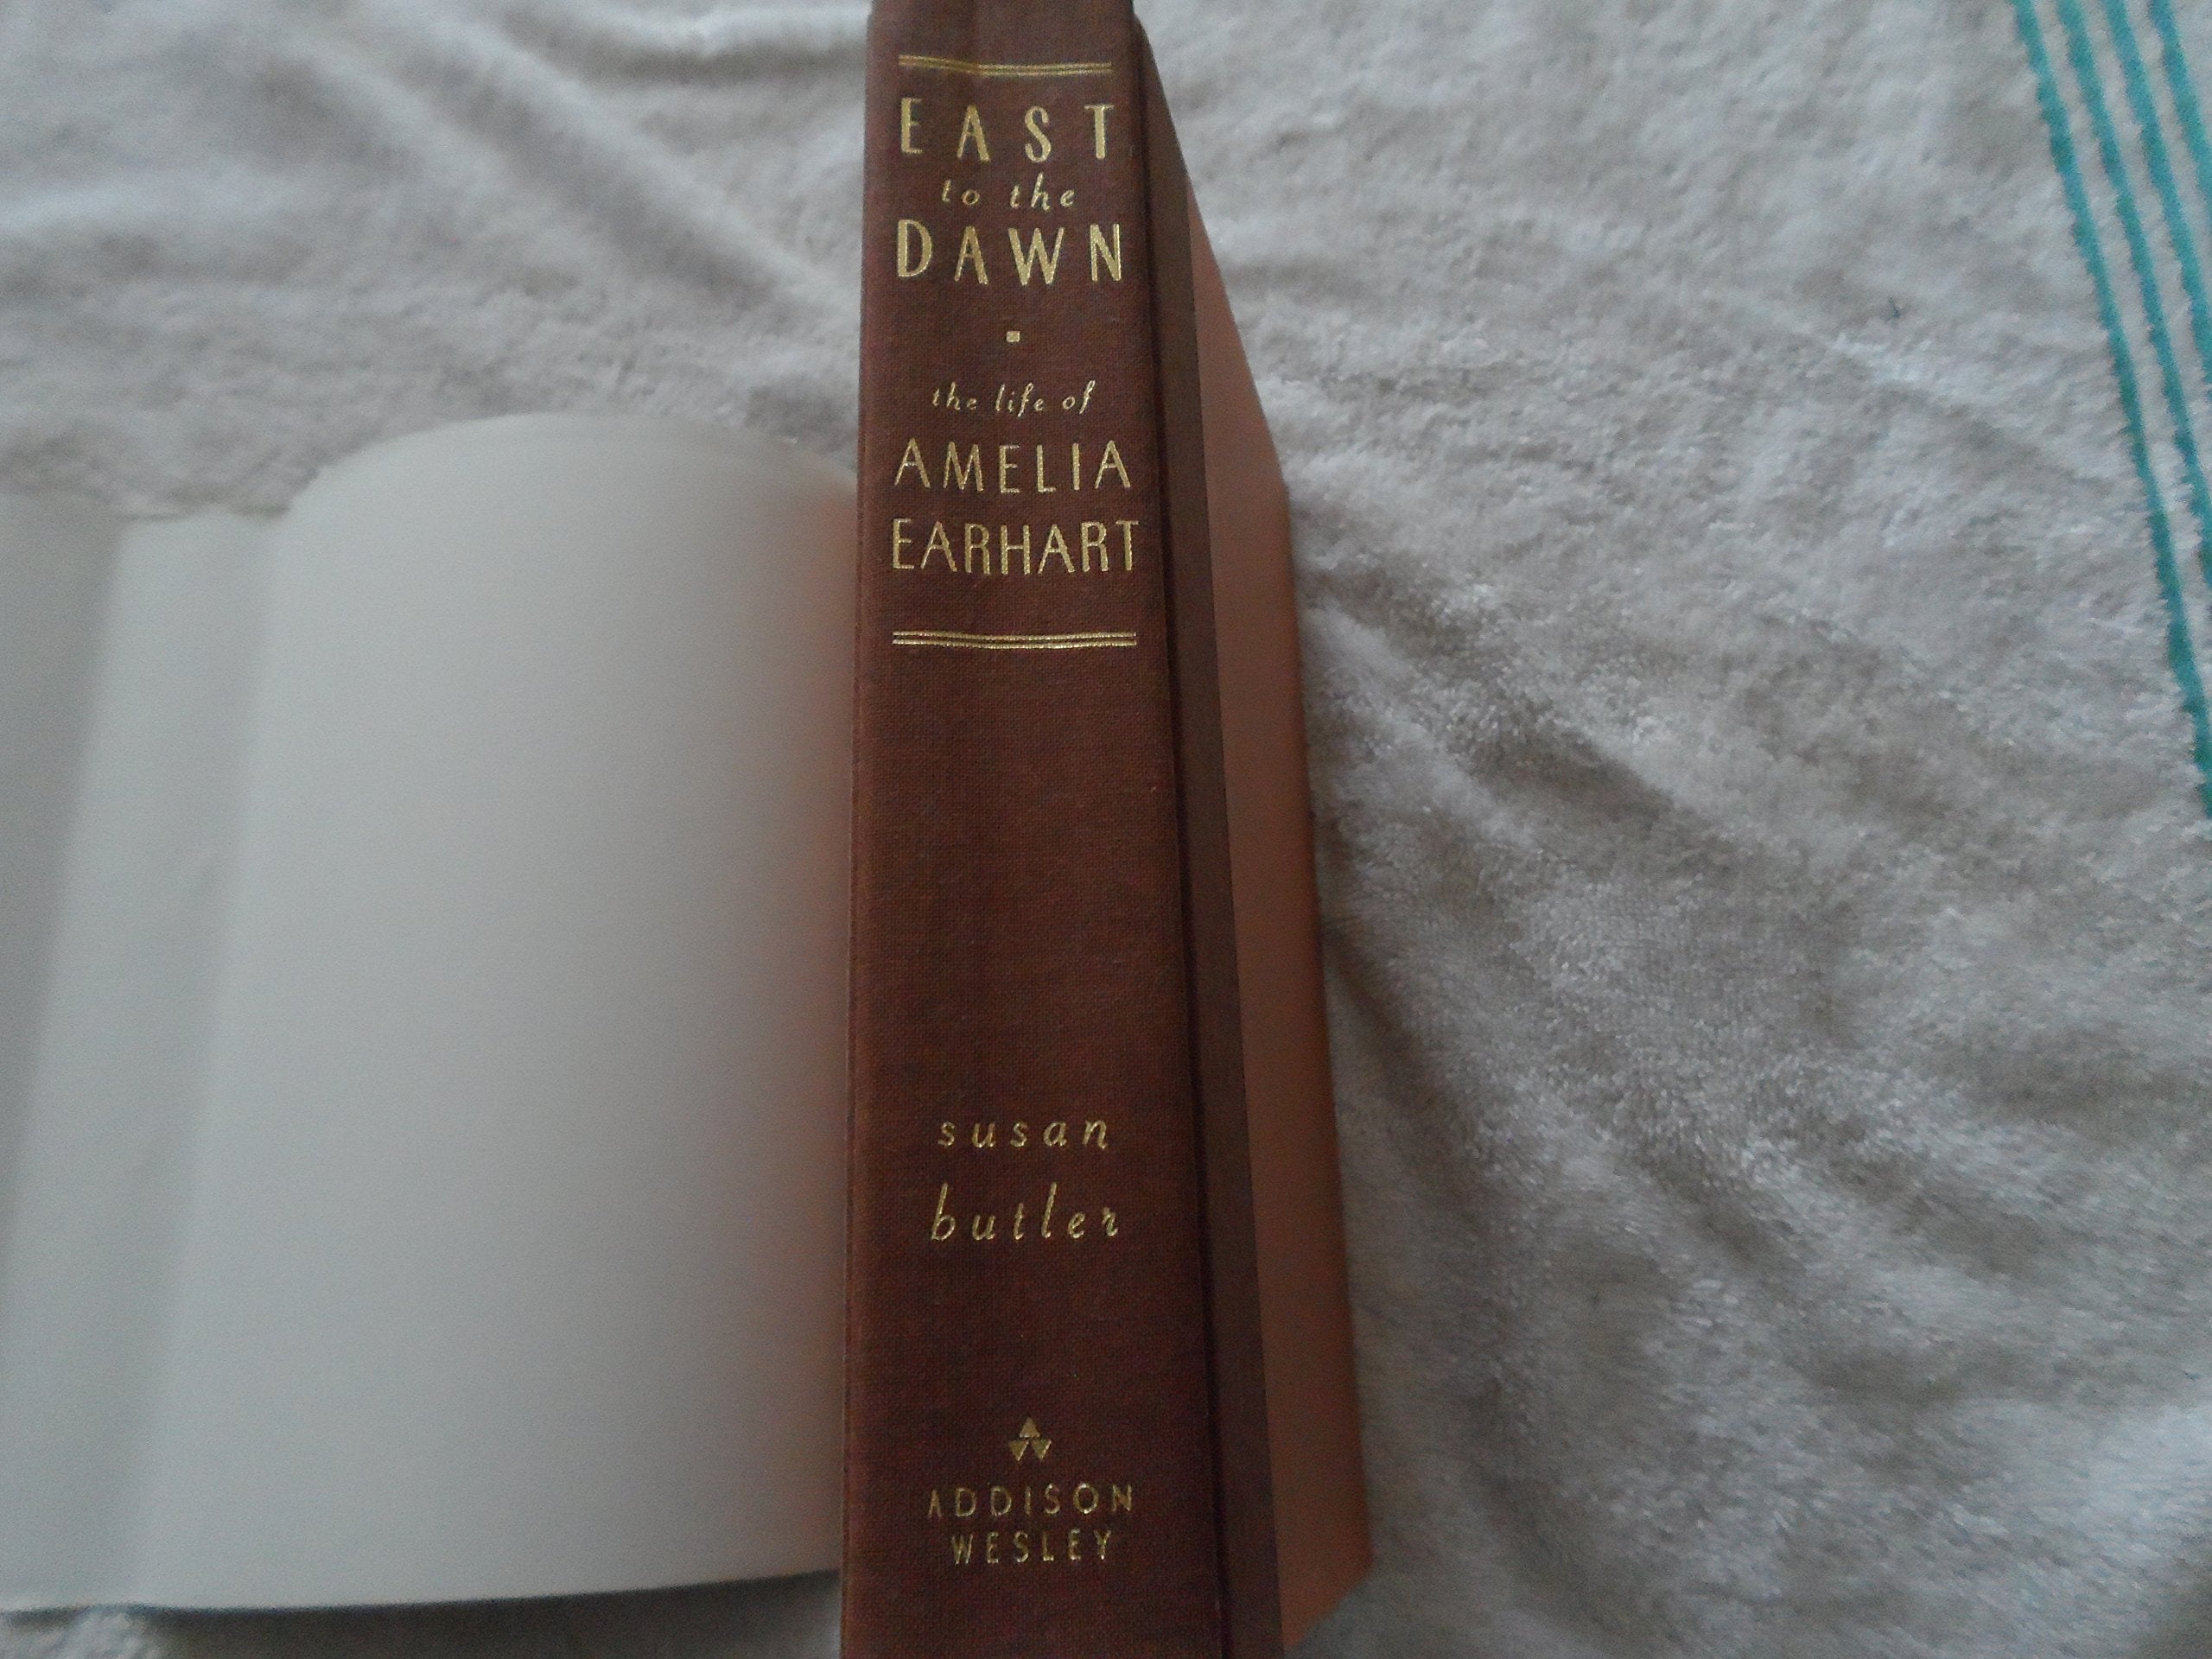 EAST
to the
DAWN
the life of
AMELIA
EARHART
susan
butler
ADDISON
WESLEY